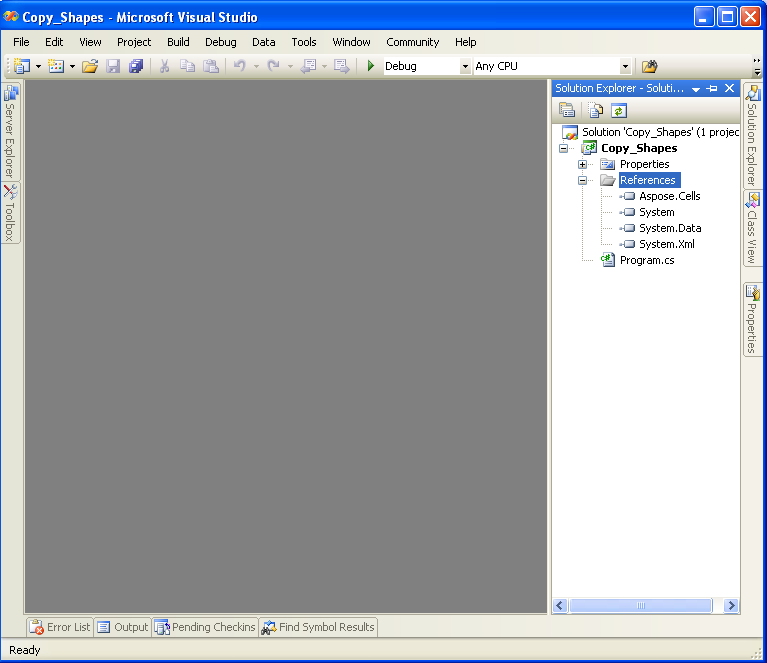 Copy_Shapes - Microsoft Visual Studio
File Edit View Project Build Debug Data Tools Window Community Help
Debug Any CPU
Server Explorer
Toolbox
Solution Explorer - Soluti...
Solution 'Copy_Shapes' (1 projec
Copy_Shapes
Properties
References
Aspose.Cells
System
System.Data
System.Xml
Program.cs
Solution Explorer
Class View
Properties
Error List Output Pending Checkins Find Symbol Results
Ready